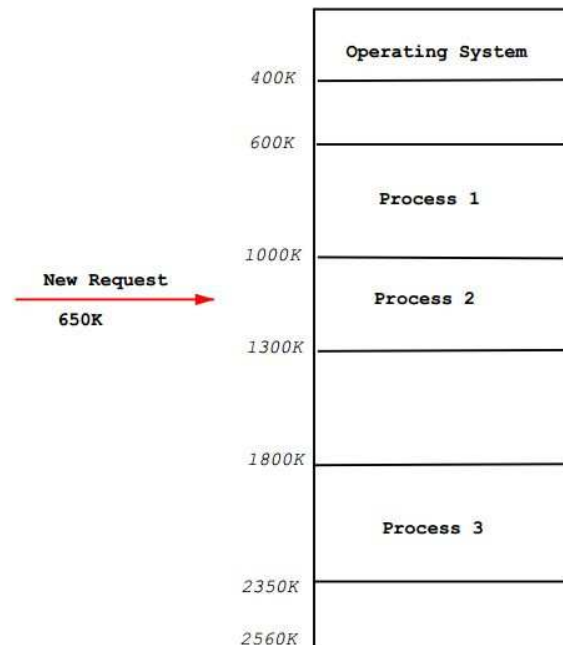 Operating System
400K
600K
Process 1
1000K
New Request
Process 2
650K
1300K
1800K
Process 3
2350K
2560K